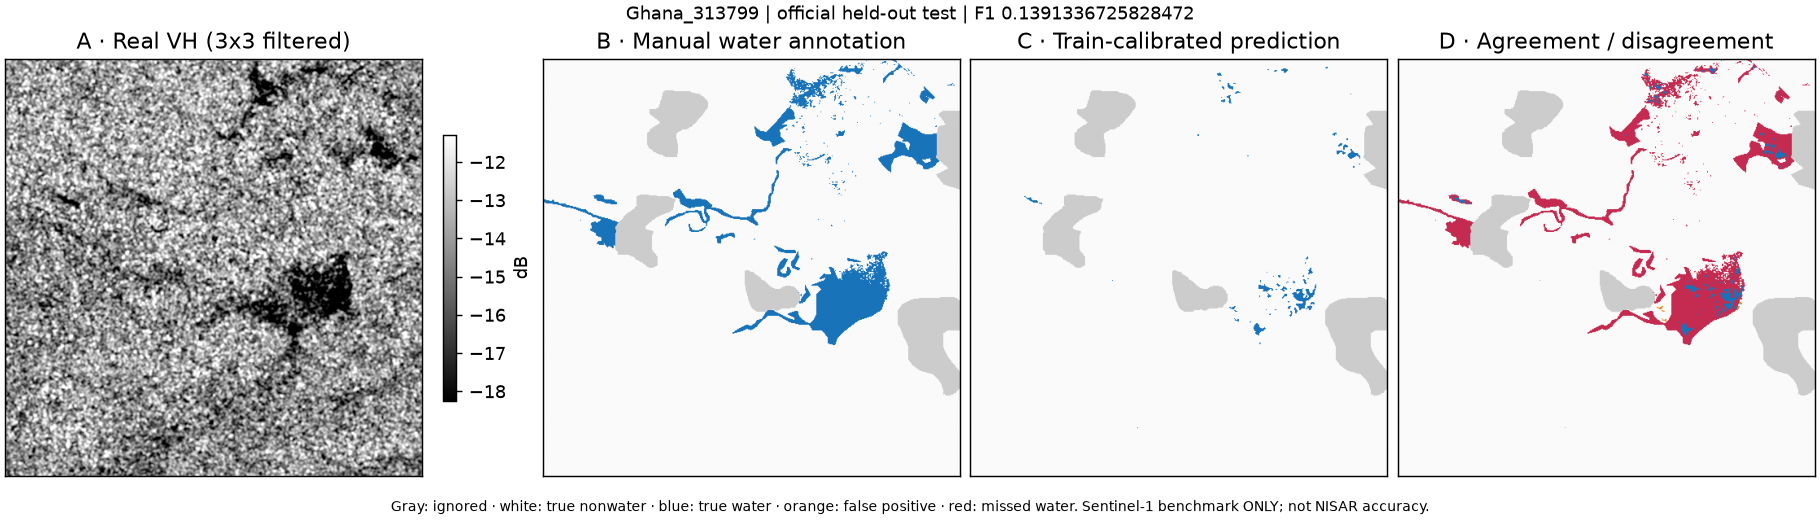 Ghana_313799 | official held-out test | F1 0.1391336725828472
A · Real VH (3x3 filtered)
B · Manual water annotation
C · Train-calibrated prediction
D · Agreement / disagreement
−12
−13
−14
−15
−16
−17
−18
dB
Gray: ignored · white: true nonwater · blue: true water · orange: false positive · red: missed water. Sentinel-1 benchmark ONLY; not NISAR accuracy.